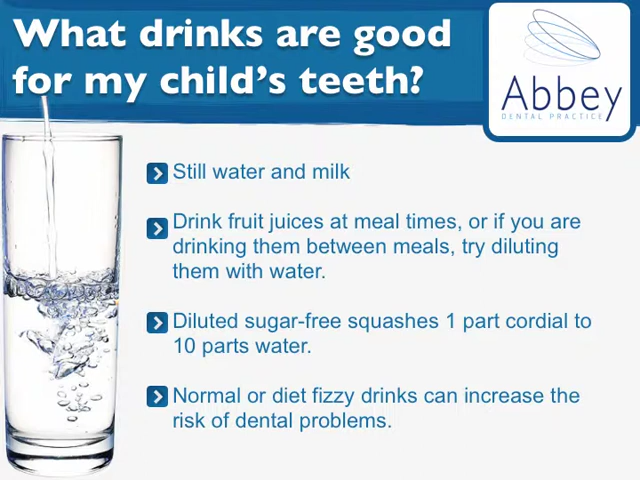 What drinks are good
for my child's teeth?
Abbey
DENTAL PRACTICE
Still water and milk
Drink fruit juices at meal times, or if you are
drinking them between meals, try diluting
them with water.
Diluted sugar-free squashes 1 part cordial to
10 parts water.
Normal or diet fizzy drinks can increase the
risk of dental problems.